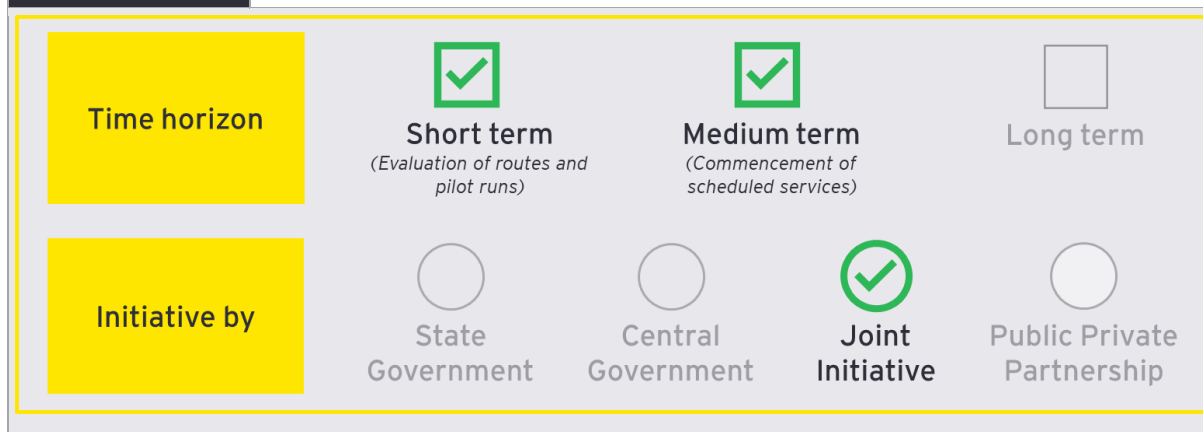 Time horizon
Short term
(Evaluation of routes and
pilot runs)
Medium term
(Commencement of
scheduled services)
Long term
Initiative by
State
Government
Central
Government
Joint
Initiative
Public Private
Partnership